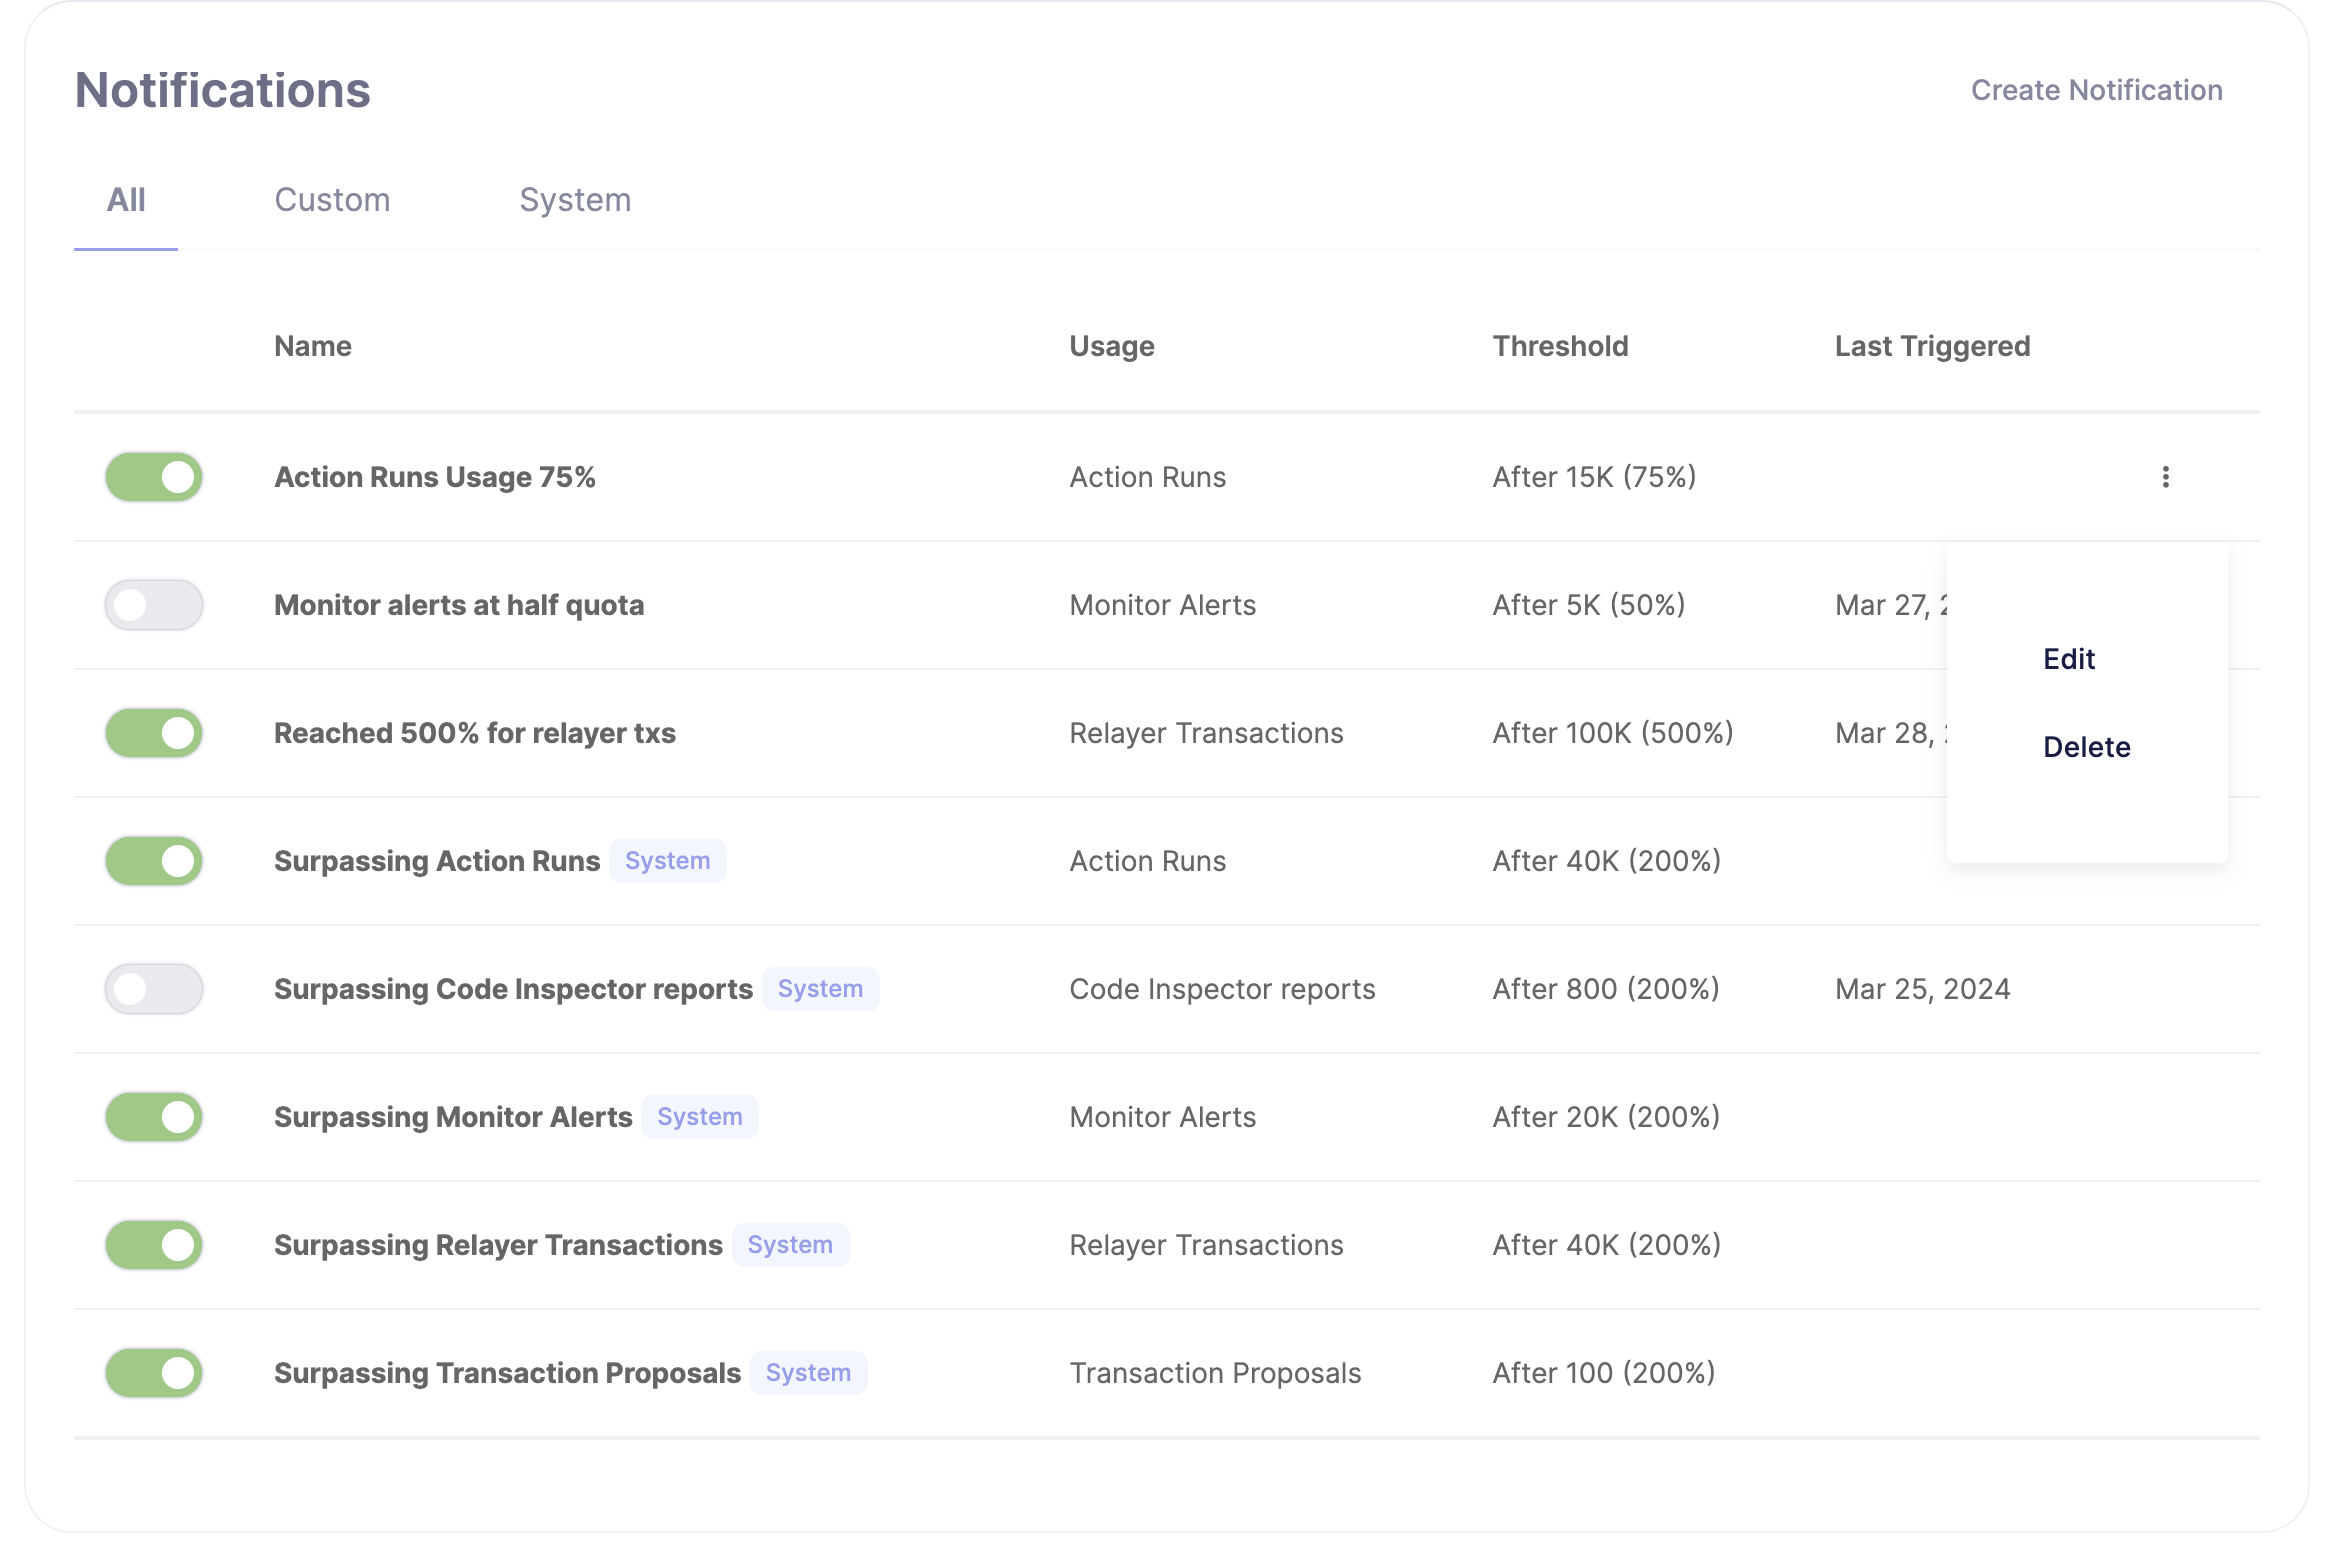 Notifications
Create Notification
All Custom System
Name Usage Threshold Last Triggered
Action Runs Usage 75% Action Runs After 15K (75%)
Monitor alerts at half quota Monitor Alerts After 5K (50%) Mar 27,
Edit
Reached 500% for relayer txs Relayer Transactions After 100K (500%) Mar 28,
Delete
Surpassing Action Runs System Action Runs After 40K (200%)
Surpassing Code Inspector reports System Code Inspector reports After 800 (200%) Mar 25, 2024
Surpassing Monitor Alerts System Monitor Alerts After 20K (200%)
Surpassing Relayer Transactions System Relayer Transactions After 40K (200%)
Surpassing Transaction Proposals System Transaction Proposals After 100 (200%)